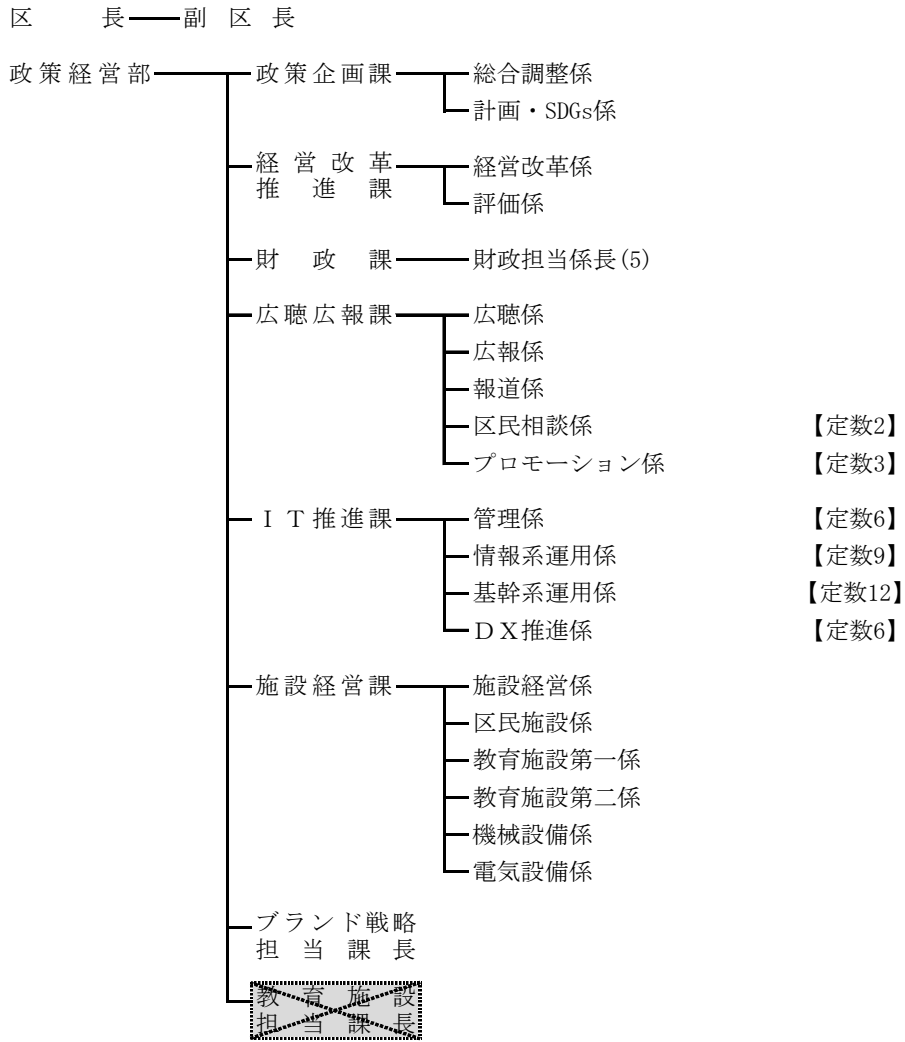 区長 副区長
政策経営部 政策企画課 総合調整係
計画・SDGs係
経営改革 経営改革係
推進課 評価係
財政課 財政担当係長(5)
広聴広報課 広聴係
広報係
報道係
区民相談係 【定数2】
プロモーション係 【定数3】
ＩＴ推進課 管理係 【定数6】
情報系運用係 【定数9】
基幹系運用係 【定数12】
ＤＸ推進係 【定数6】
施設経営課 施設経営係
区民施設係
教育施設第一係
教育施設第二係
機械設備係
電気設備係
ブランド戦略
担当課長
教育施設
担当課長